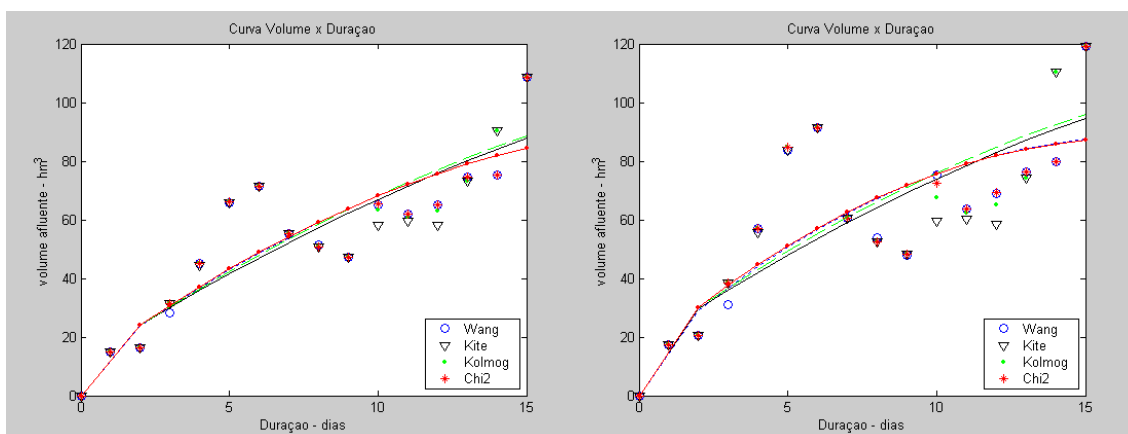 Curva Volume x Duraçao
120
100
80
60
40
20
0
volume afluente - hm³
0
5
10
15
Duraçao - dias
Wang
Kite
Kolmog
Chi2
Curva Volume x Duraçao
120
100
80
60
40
20
0
volume afluente - hm³
0
5
10
15
Duraçao - dias
Wang
Kite
Kolmog
Chi2